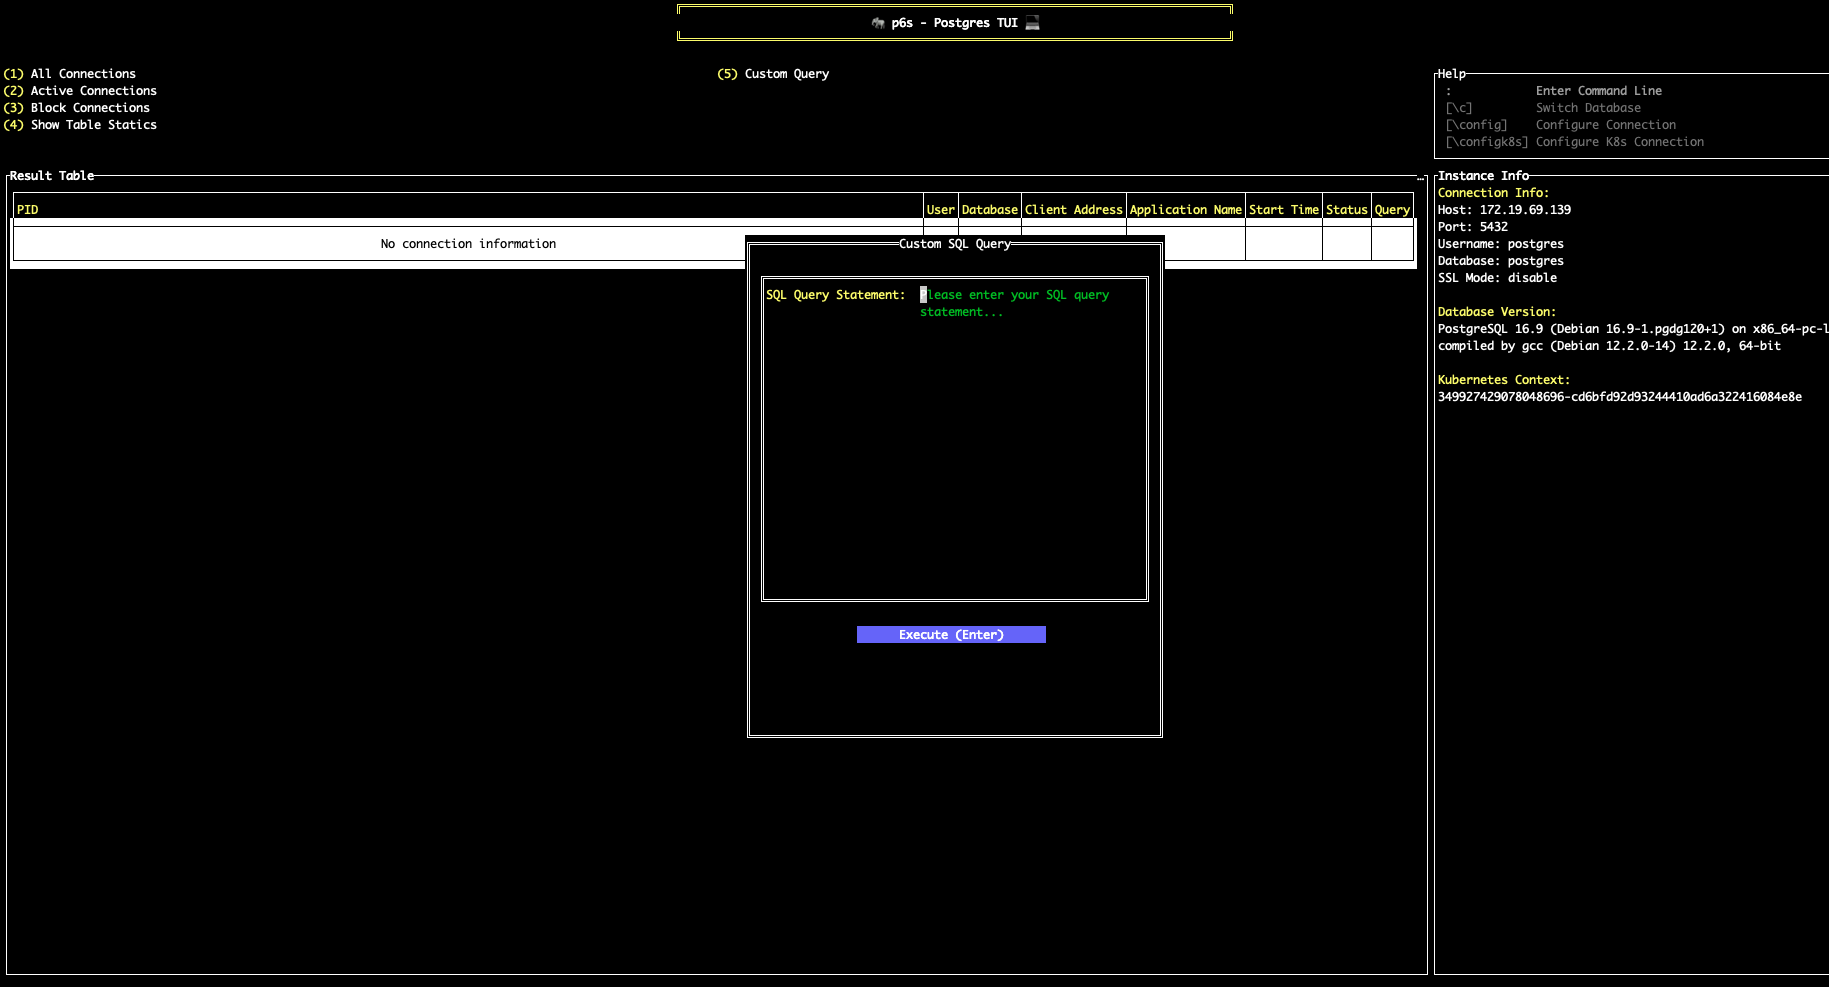 p6s - Postgres TUI
(1) All Connections
(2) Active Connections
(3) Block Connections
(4) Show Table Statics
(5) Custom Query
Help
: Enter Command Line
[\c] Switch Database
[\config] Configure Connection
[\configk8s] Configure K8s Connection
Result Table
PID User Database Client Address Application Name Start Time Status Query
No connection information
Custom SQL Query
SQL Query Statement: Please enter your SQL query
statement...
Execute (Enter)
Instance Info
Connection Info:
Host: 172.19.69.139
Port: 5432
Username: postgres
Database: postgres
SSL Mode: disable
Database Version:
PostgreSQL 16.9 (Debian 16.9-1.pgdg120+1) on x86_64-pc-l
compiled by gcc (Debian 12.2.0-14) 12.2.0, 64-bit
Kubernetes Context:
349927429078048696-cd6bfd92d93244410ad6a322416084e8e